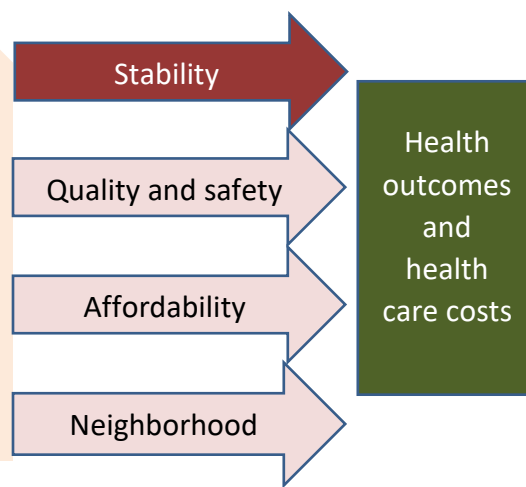 Stability
Quality and safety
Affordability
Neighborhood
Health
outcomes
and
health
care costs